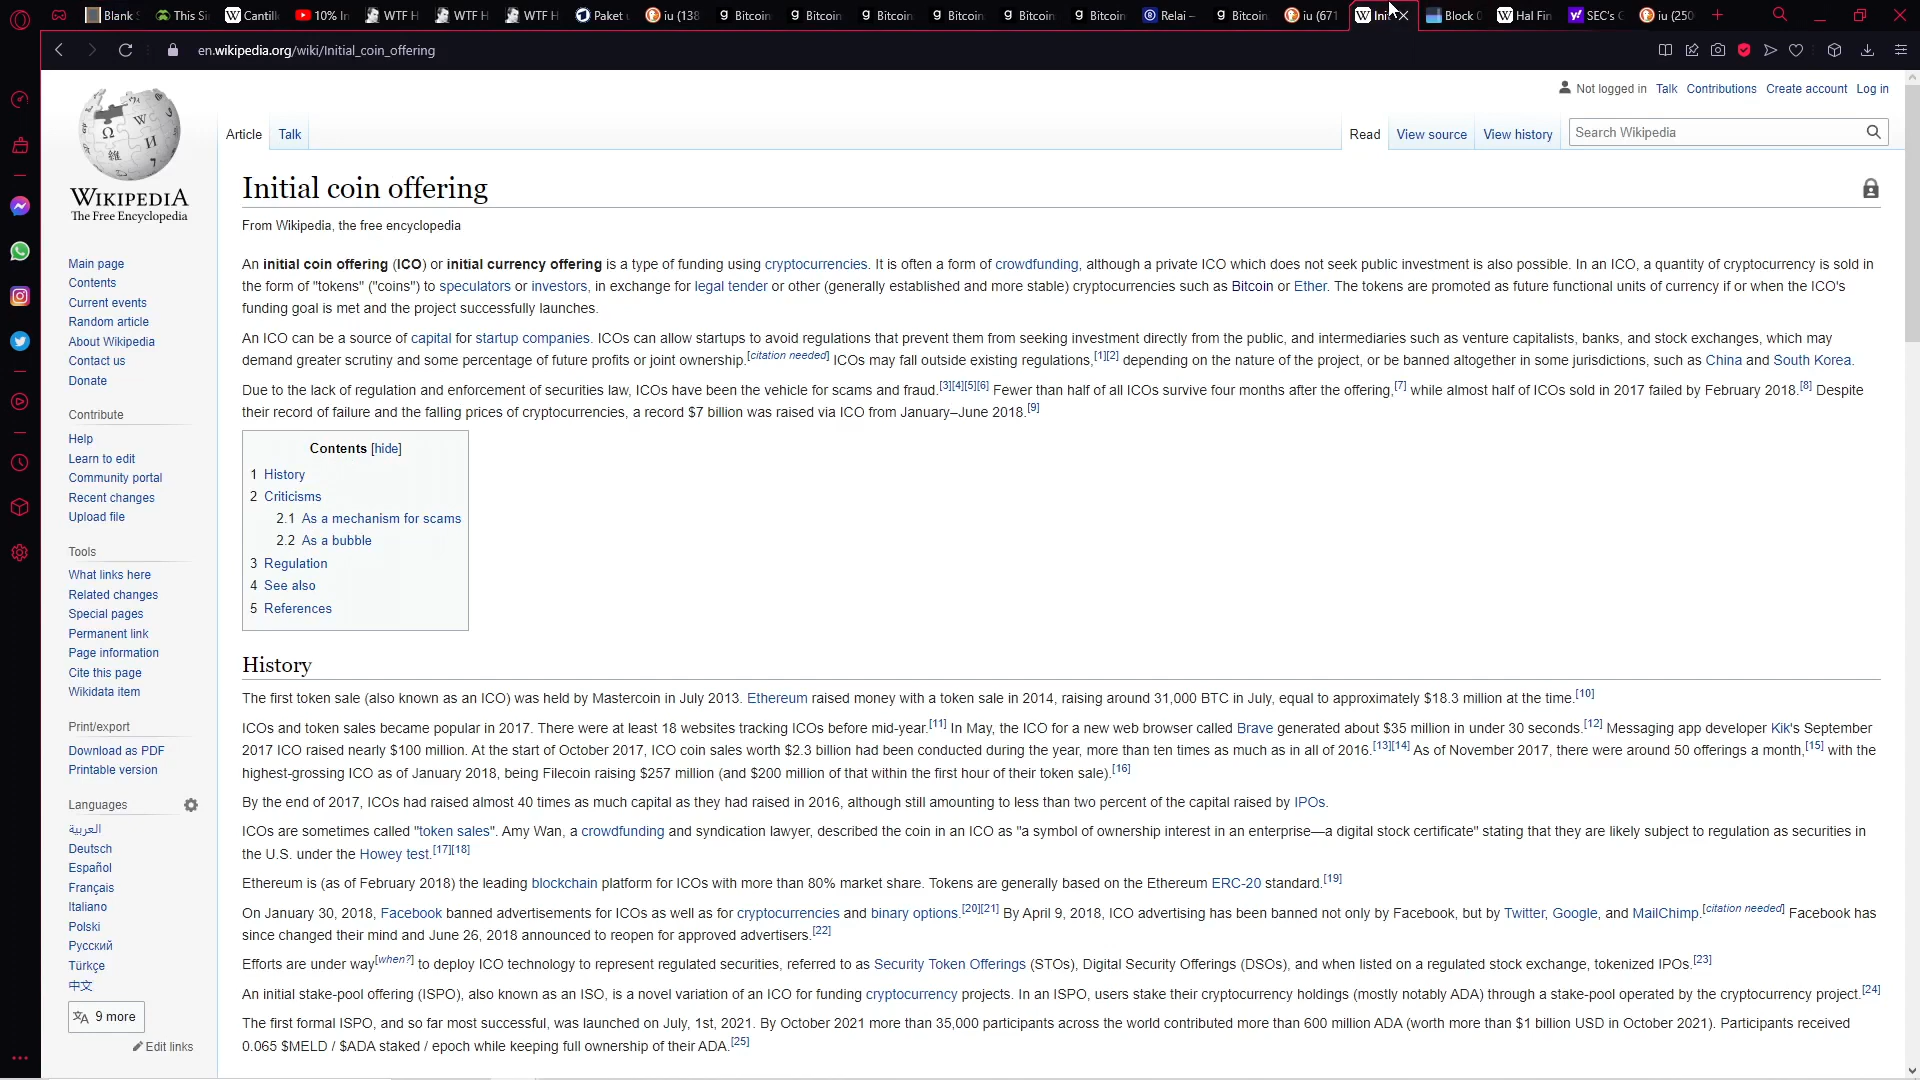 Blank
This Si
Cantill
10% In
WTF H
WTF H
WTF H
Paket
iu (138
Bitcoin
Bitcoin
Bitcoin
Bitcoin
Bitcoin
Bitcoin
Relai –
Bitcoin
iu (671
Ini
Block
Hal Fin
SEC's
iu (250
en.wikipedia.org/wiki/Initial_coin_offering
WIKIPEDIA
The Free Encyclopedia
Not logged in Talk Contributions Create account Log in
Article Talk
Read View source View history Search Wikipedia
Main page
Contents
Current events
Random article
About Wikipedia
Contact us
Donate
Contribute
Help
Learn to edit
Community portal
Recent changes
Upload file
Tools
What links here
Related changes
Special pages
Permanent link
Page information
Cite this page
Wikidata item
Print/export
Download as PDF
Printable version
Languages
العربية
Deutsch
Español
Français
Italiano
Polski
Русский
Türkçe
中文
9 more
Edit links
Initial coin offering
From Wikipedia, the free encyclopedia
An initial coin offering (ICO) or initial currency offering is a type of funding using cryptocurrencies. It is often a form of crowdfunding, although a private ICO which does not seek public investment is also possible. In an ICO, a quantity of cryptocurrency is sold in
the form of "tokens" ("coins") to speculators or investors, in exchange for legal tender or other (generally established and more stable) cryptocurrencies such as Bitcoin or Ether. The tokens are promoted as future functional units of currency if or when the ICO's
funding goal is met and the project successfully launches.
An ICO can be a source of capital for startup companies. ICOs can allow startups to avoid regulations that prevent them from seeking investment directly from the public, and intermediaries such as venture capitalists, banks, and stock exchanges, which may
demand greater scrutiny and some percentage of future profits or joint ownership.[citation needed] ICOs may fall outside existing regulations,[1][2] depending on the nature of the project, or be banned altogether in some jurisdictions, such as China and South Korea.
Due to the lack of regulation and enforcement of securities law, ICOs have been the vehicle for scams and fraud.[3][4][5][6] Fewer than half of all ICOs survive four months after the offering,[7] while almost half of ICOs sold in 2017 failed by February 2018.[8] Despite
their record of failure and the falling prices of cryptocurrencies, a record $7 billion was raised via ICO from January–June 2018.[9]
Contents [hide]
1 History
2 Criticisms
2.1 As a mechanism for scams
2.2 As a bubble
3 Regulation
4 See also
5 References
History
The first token sale (also known as an ICO) was held by Mastercoin in July 2013. Ethereum raised money with a token sale in 2014, raising around 31,000 BTC in July, equal to approximately $18.3 million at the time.[10]
ICOs and token sales became popular in 2017. There were at least 18 websites tracking ICOs before mid-year.[11] In May, the ICO for a new web browser called Brave generated about $35 million in under 30 seconds.[12] Messaging app developer Kik's September
2017 ICO raised nearly $100 million. At the start of October 2017, ICO coin sales worth $2.3 billion had been conducted during the year, more than ten times as much as in all of 2016.[13][14] As of November 2017, there were around 50 offerings a month,[15] with the
highest-grossing ICO as of January 2018, being Filecoin raising $257 million (and $200 million of that within the first hour of their token sale).[16]
By the end of 2017, ICOs had raised almost 40 times as much capital as they had raised in 2016, although still amounting to less than two percent of the capital raised by IPOs.
ICOs are sometimes called "token sales". Amy Wan, a crowdfunding and syndication lawyer, described the coin in an ICO as "a symbol of ownership interest in an enterprise—a digital stock certificate" stating that they are likely subject to regulation as securities in
the U.S. under the Howey test.[17][18]
Ethereum is (as of February 2018) the leading blockchain platform for ICOs with more than 80% market share. Tokens are generally based on the Ethereum ERC-20 standard.[19]
On January 30, 2018, Facebook banned advertisements for ICOs as well as for cryptocurrencies and binary options.[20][21] By April 9, 2018, ICO advertising has been banned not only by Facebook, but by Twitter, Google, and MailChimp.[citation needed] Facebook has
since changed their mind and June 26, 2018 announced to reopen for approved advertisers.[22]
Efforts are under way[when?] to deploy ICO technology to represent regulated securities, referred to as Security Token Offerings (STOs), Digital Security Offerings (DSOs), and when listed on a regulated stock exchange, tokenized IPOs.[23]
An initial stake-pool offering (ISPO), also known as an ISO, is a novel variation of an ICO for funding cryptocurrency projects. In an ISPO, users stake their cryptocurrency holdings (mostly notably ADA) through a stake-pool operated by the cryptocurrency project.[24]
The first formal ISPO, and so far most successful, was launched on July, 1st, 2021. By October 2021 more than 35,000 participants across the world contributed more than 600 million ADA (worth more than $1 billion USD in October 2021). Participants received
0.065 $MELD / $ADA staked / epoch while keeping full ownership of their ADA.[25]